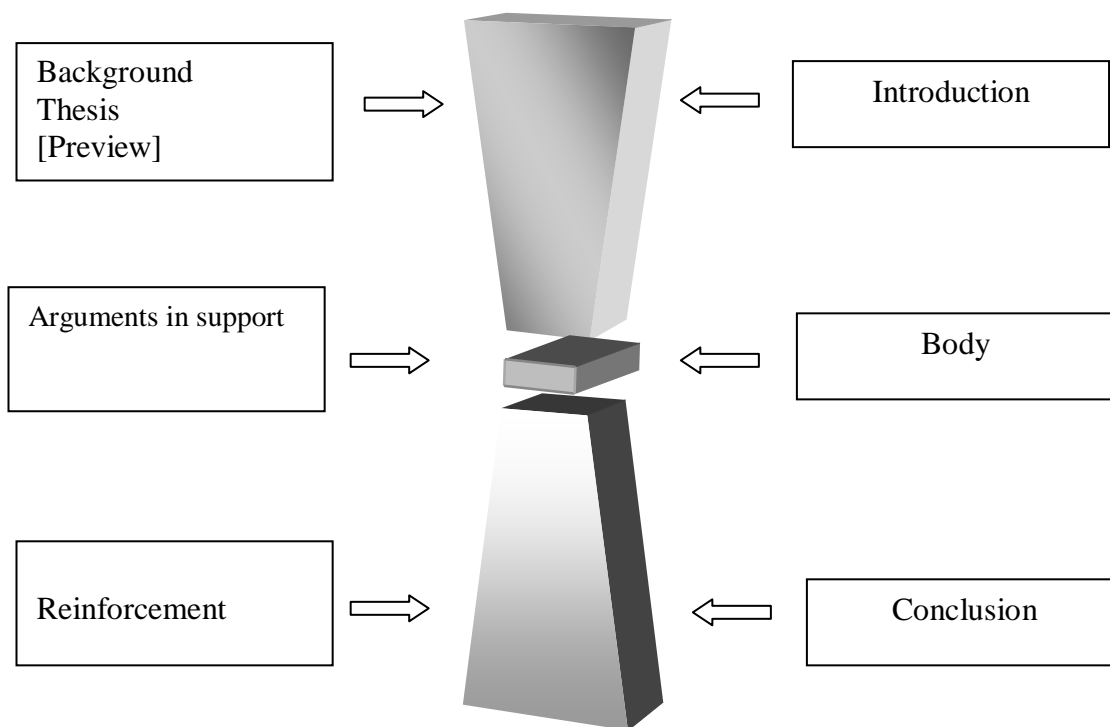 Background
Thesis
[Preview]
Introduction
Arguments in support
Body
Reinforcement
Conclusion